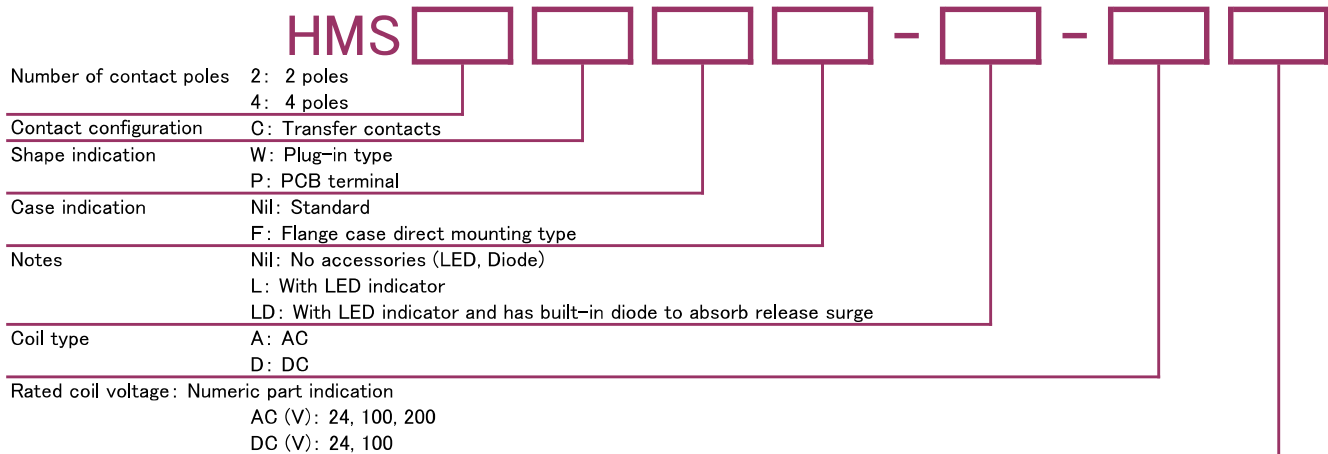 HMS - -
Number of contact poles 2: 2 poles
4: 4 poles
Contact configuration C: Transfer contacts
Shape indication W: Plug-in type
P: PCB terminal
Case indication Nil: Standard
F: Flange case direct mounting type
Notes Nil: No accessories (LED, Diode)
L: With LED indicator
LD: With LED indicator and has built-in diode to absorb release surge
Coil type A: AC
D: DC
Rated coil voltage: Numeric part indication
AC (V): 24, 100, 200
DC (V): 24, 100